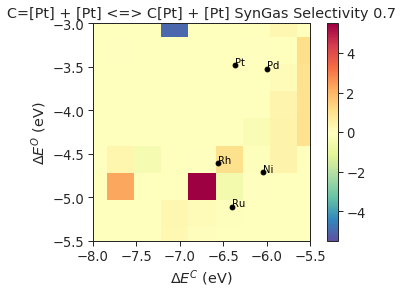 C=[Pt] + [Pt] <=> C[Pt] + [Pt] SynGas Selectivity 0.7
−3.0
−3.5
−4.0
−4.5
−5.0
−5.5
ΔE^O (eV)
Pt
Pd
Rh
Ni
Ru
−8.0 −7.5 −7.0 −6.5 −6.0 −5.5
ΔE^C (eV)
4
2
0
−2
−4